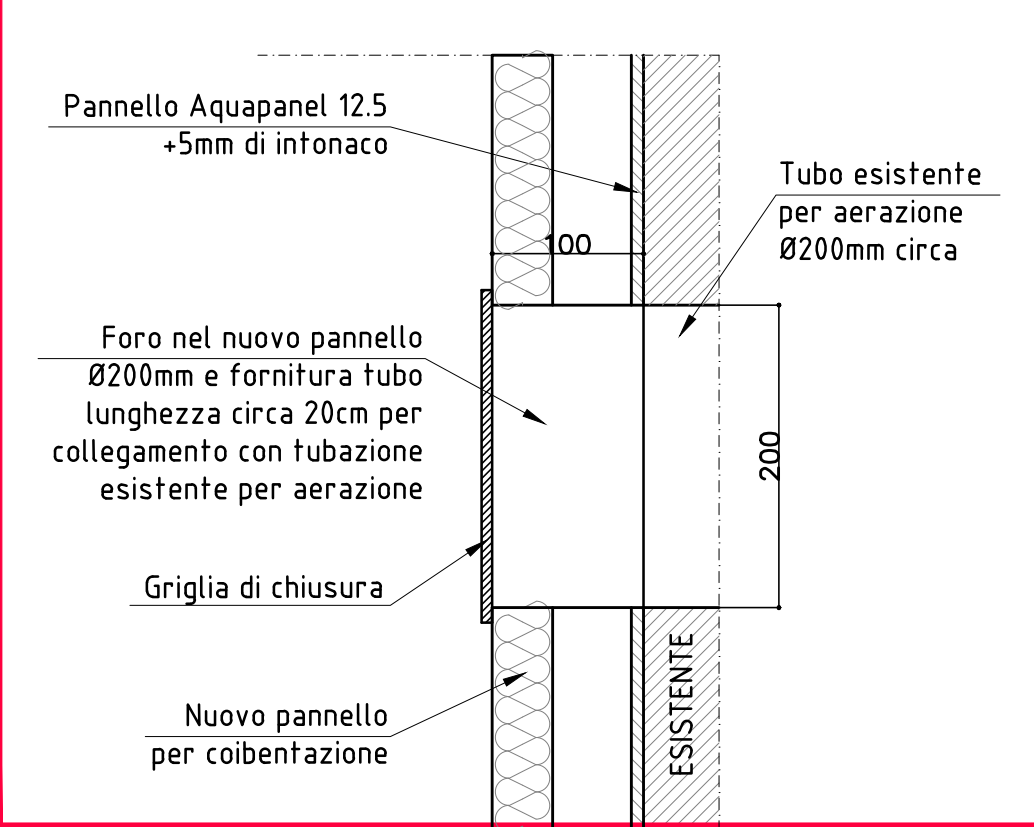 Pannello Aquapanel 12.5
+5mm di intonaco
Tubo esistente
per aerazione
Ø200mm circa
100
Foro nel nuovo pannello
Ø200mm e fornitura tubo
lunghezza circa 20cm per
collegamento con tubazione
esistente per aerazione
200
Griglia di chiusura
Nuovo pannello
per coibentazione
ESISTENTE